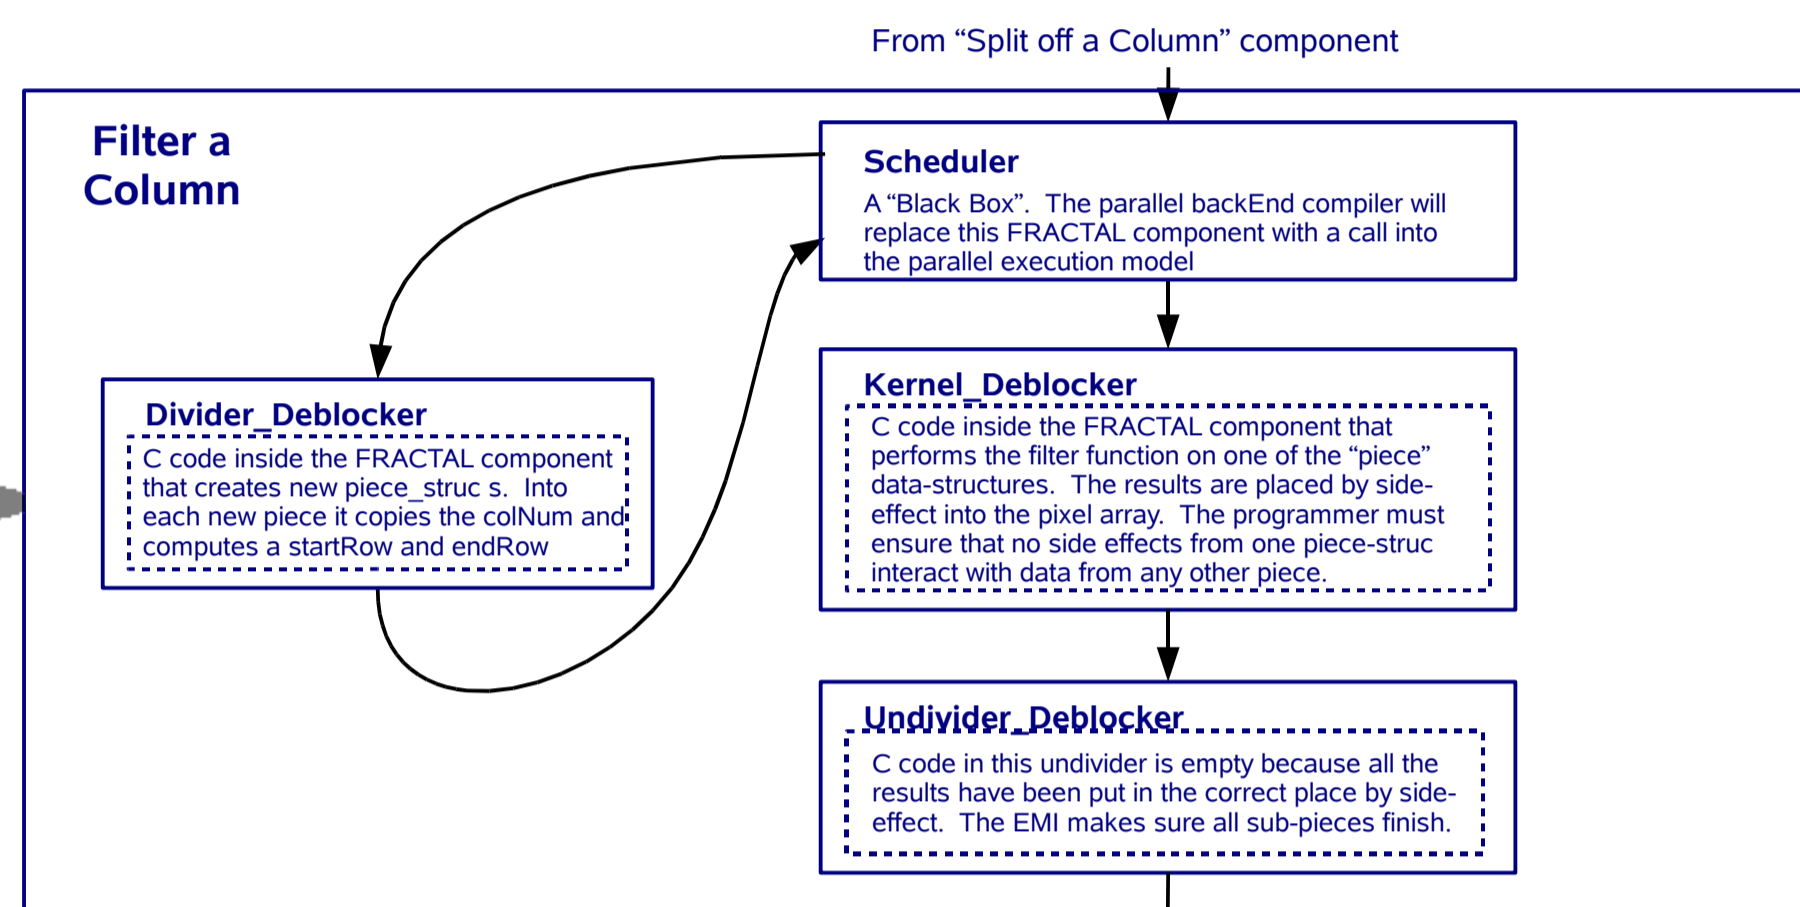 From “Split off a Column” component
Filter a
Column
Scheduler
A “Black Box”.  The parallel backEnd compiler will
replace this FRACTAL component with a call into
the parallel execution model
Divider_Deblocker
C code inside the FRACTAL component
that creates new piece_struc s.  Into
each new piece it copies the colNum and
computes a startRow and endRow
Kernel_Deblocker
C code inside the FRACTAL component that
performs the filter function on one of the “piece”
data-structures.  The results are placed by side-
effect into the pixel array.  The programmer must
ensure that no side effects from one piece-struc
interact with data from any other piece.
Undivider_Deblocker
C code in this undivider is empty because all the
results have been put in the correct place by side-
effect.  The EMI makes sure all sub-pieces finish.